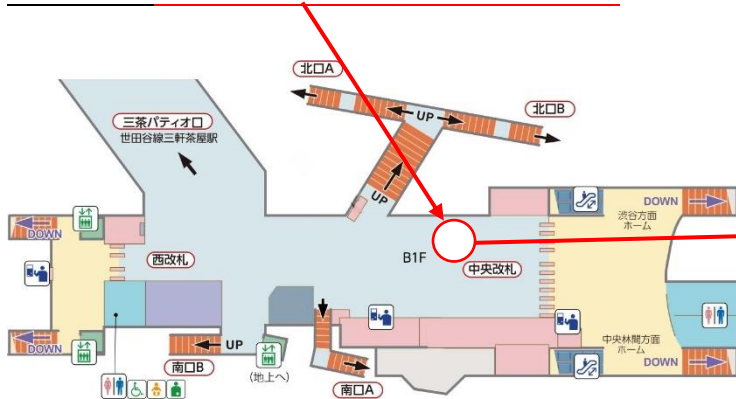 北口A
北口B
UP
三茶パティオ口
世田谷線三軒茶屋駅
UP
DOWN
渋谷方面
ホーム
DOWN
西改札
B1F
中央改札
中央林間方面
ホーム
DOWN
DOWN
UP
南口B
(地上へ)
南口A